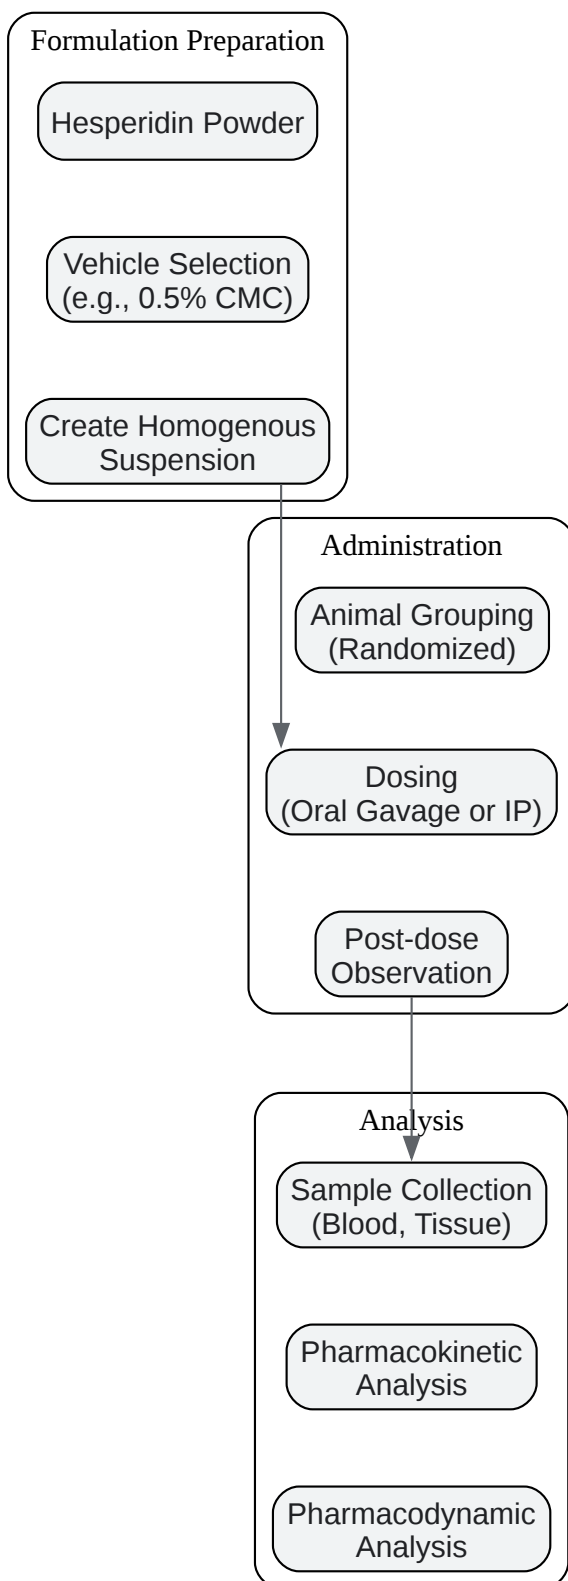 Formulation Preparation
Hesperidin Powder
Vehicle Selection
(e.g., 0.5% CMC)
Create Homogenous
Suspension
Administration
Animal Grouping
(Randomized)
Dosing
(Oral Gavage or IP)
Post-dose
Observation
Analysis
Sample Collection
(Blood, Tissue)
Pharmacokinetic
Analysis
Pharmacodynamic
Analysis